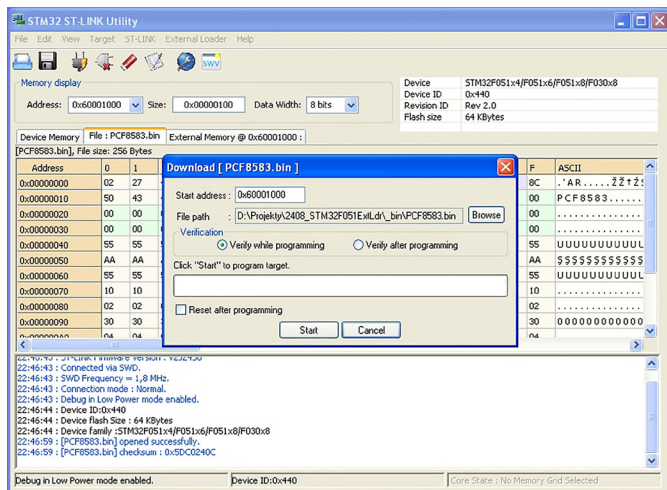 STM32 ST-LINK Utility
File Edit View Target ST-LINK External Loader Help
Memory display
Address: 0x60001000 Size: 0x00000100 Data Width: 8 bits
Device STM32F051x4/F051x6/F051x8/F030x8
Device ID 0x440
Revision ID Rev 2.0
Flash size 64 KBytes
Device Memory File : PCF8583.bin External Memory @ 0x60001000 :
[PCF8583.bin], File size: 256 Bytes
Address 0 1 F ASCII
0x00000000 02 27 8C
0x00000010 50 43 00 PCF8583......
0x00000020 00 00 00
0x00000030 00 00 00
0x00000040 55 55 55 UUUUUUUUUUU
0x00000050 AA AA AA
0x00000060 55 55 55 UUUUUUUUUUU
0x00000070 10 10 10
0x00000080 02 02 02
0x00000090 30 30 30 000000000000
Download [ PCF8583.bin ]
Start address : 0x60001000
File path : D:\Projekty\2408_STM32F051ExtLdr\_bin\PCF8583.bin Browse
Verification
Verify while programming Verify after programming
Click "Start" to program target.
Reset after programming
Start Cancel
22:46:43 : Connected via SWD.
22:46:43 : SWD Frequency = 1,8 MHz.
22:46:43 : Connection mode : Normal.
22:46:43 : Debug in Low Power mode enabled.
22:46:44 : Device ID:0x440
22:46:44 : Device flash Size : 64 KBytes
22:46:44 : Device family :STM32F051x4/F051x6/F051x8/F030x8
22:46:59 : [PCF8583.bin] opened successfully.
22:46:59 : [PCF8583.bin] checksum : 0x5DC0240C
Debug in Low Power mode enabled. Device ID:0x440 Core State : No Memory Grid Selected